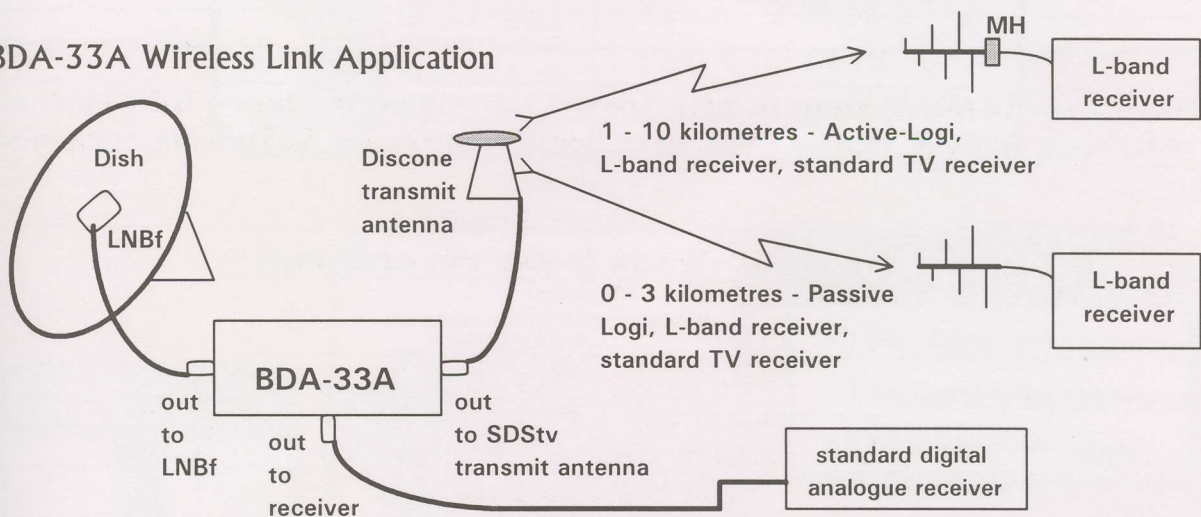 BDA-33A Wireless Link Application
MH
L-band
receiver
1 - 10 kilometres - Active-Logi,
L-band receiver, standard TV receiver
Dish
LNBf
Discone
transmit
antenna
L-band
receiver
0 - 3 kilometres - Passive
Logi, L-band receiver,
standard TV receiver
BDA-33A
out
to
LNBf
out
to
receiver
out
to SDStv
transmit antenna
standard digital
analogue receiver